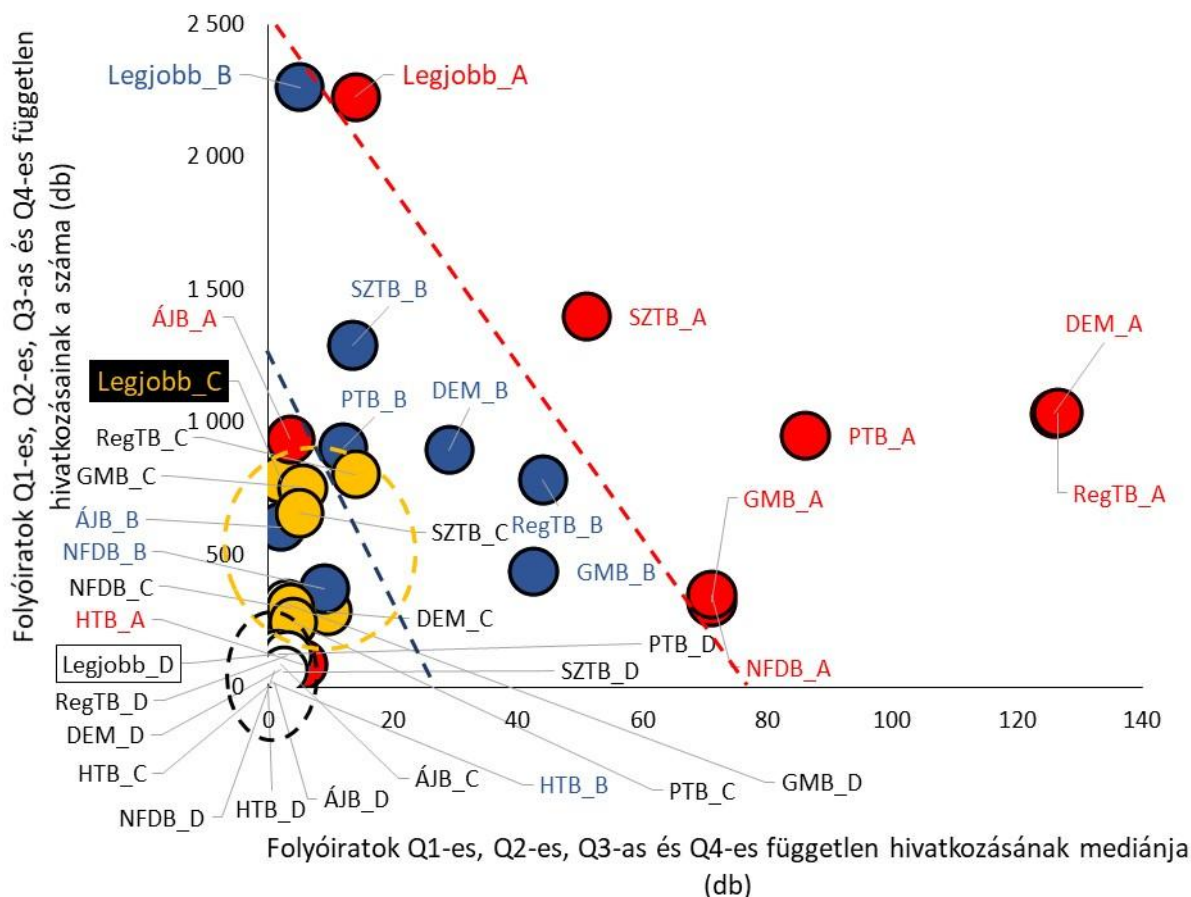 Folyóiratok Q1-es, Q2-es, Q3-as és Q4-es független
hivatkozásainak a száma (db)
2 500
2 000
1 500
1 000
500
0
Legjobb_B
Legjobb_A
SZTB_B
ÁJB_A
SZTB_A
DEM_A
Legjobb_C
PTB_B
DEM_B
RegTB_C
PTB_A
GMB_C
GMB_A
RegTB_A
ÁJB_B
SZTB_C
RegTB_B
NFDB_B
GMB_B
NFDB_C
DEM_C
HTB_A
PTB_D
Legjobb_D
SZTB_D
NFDB_A
RegTB_D
0 20 40 60 80 100 120 140
DEM_D
HTB_C
ÁJB_C
HTB_B
PTB_C
GMB_D
NFDB_D
HTB_D
ÁJB_D
Folyóiratok Q1-es, Q2-es, Q3-as és Q4-es független hivatkozásának mediánja
(db)